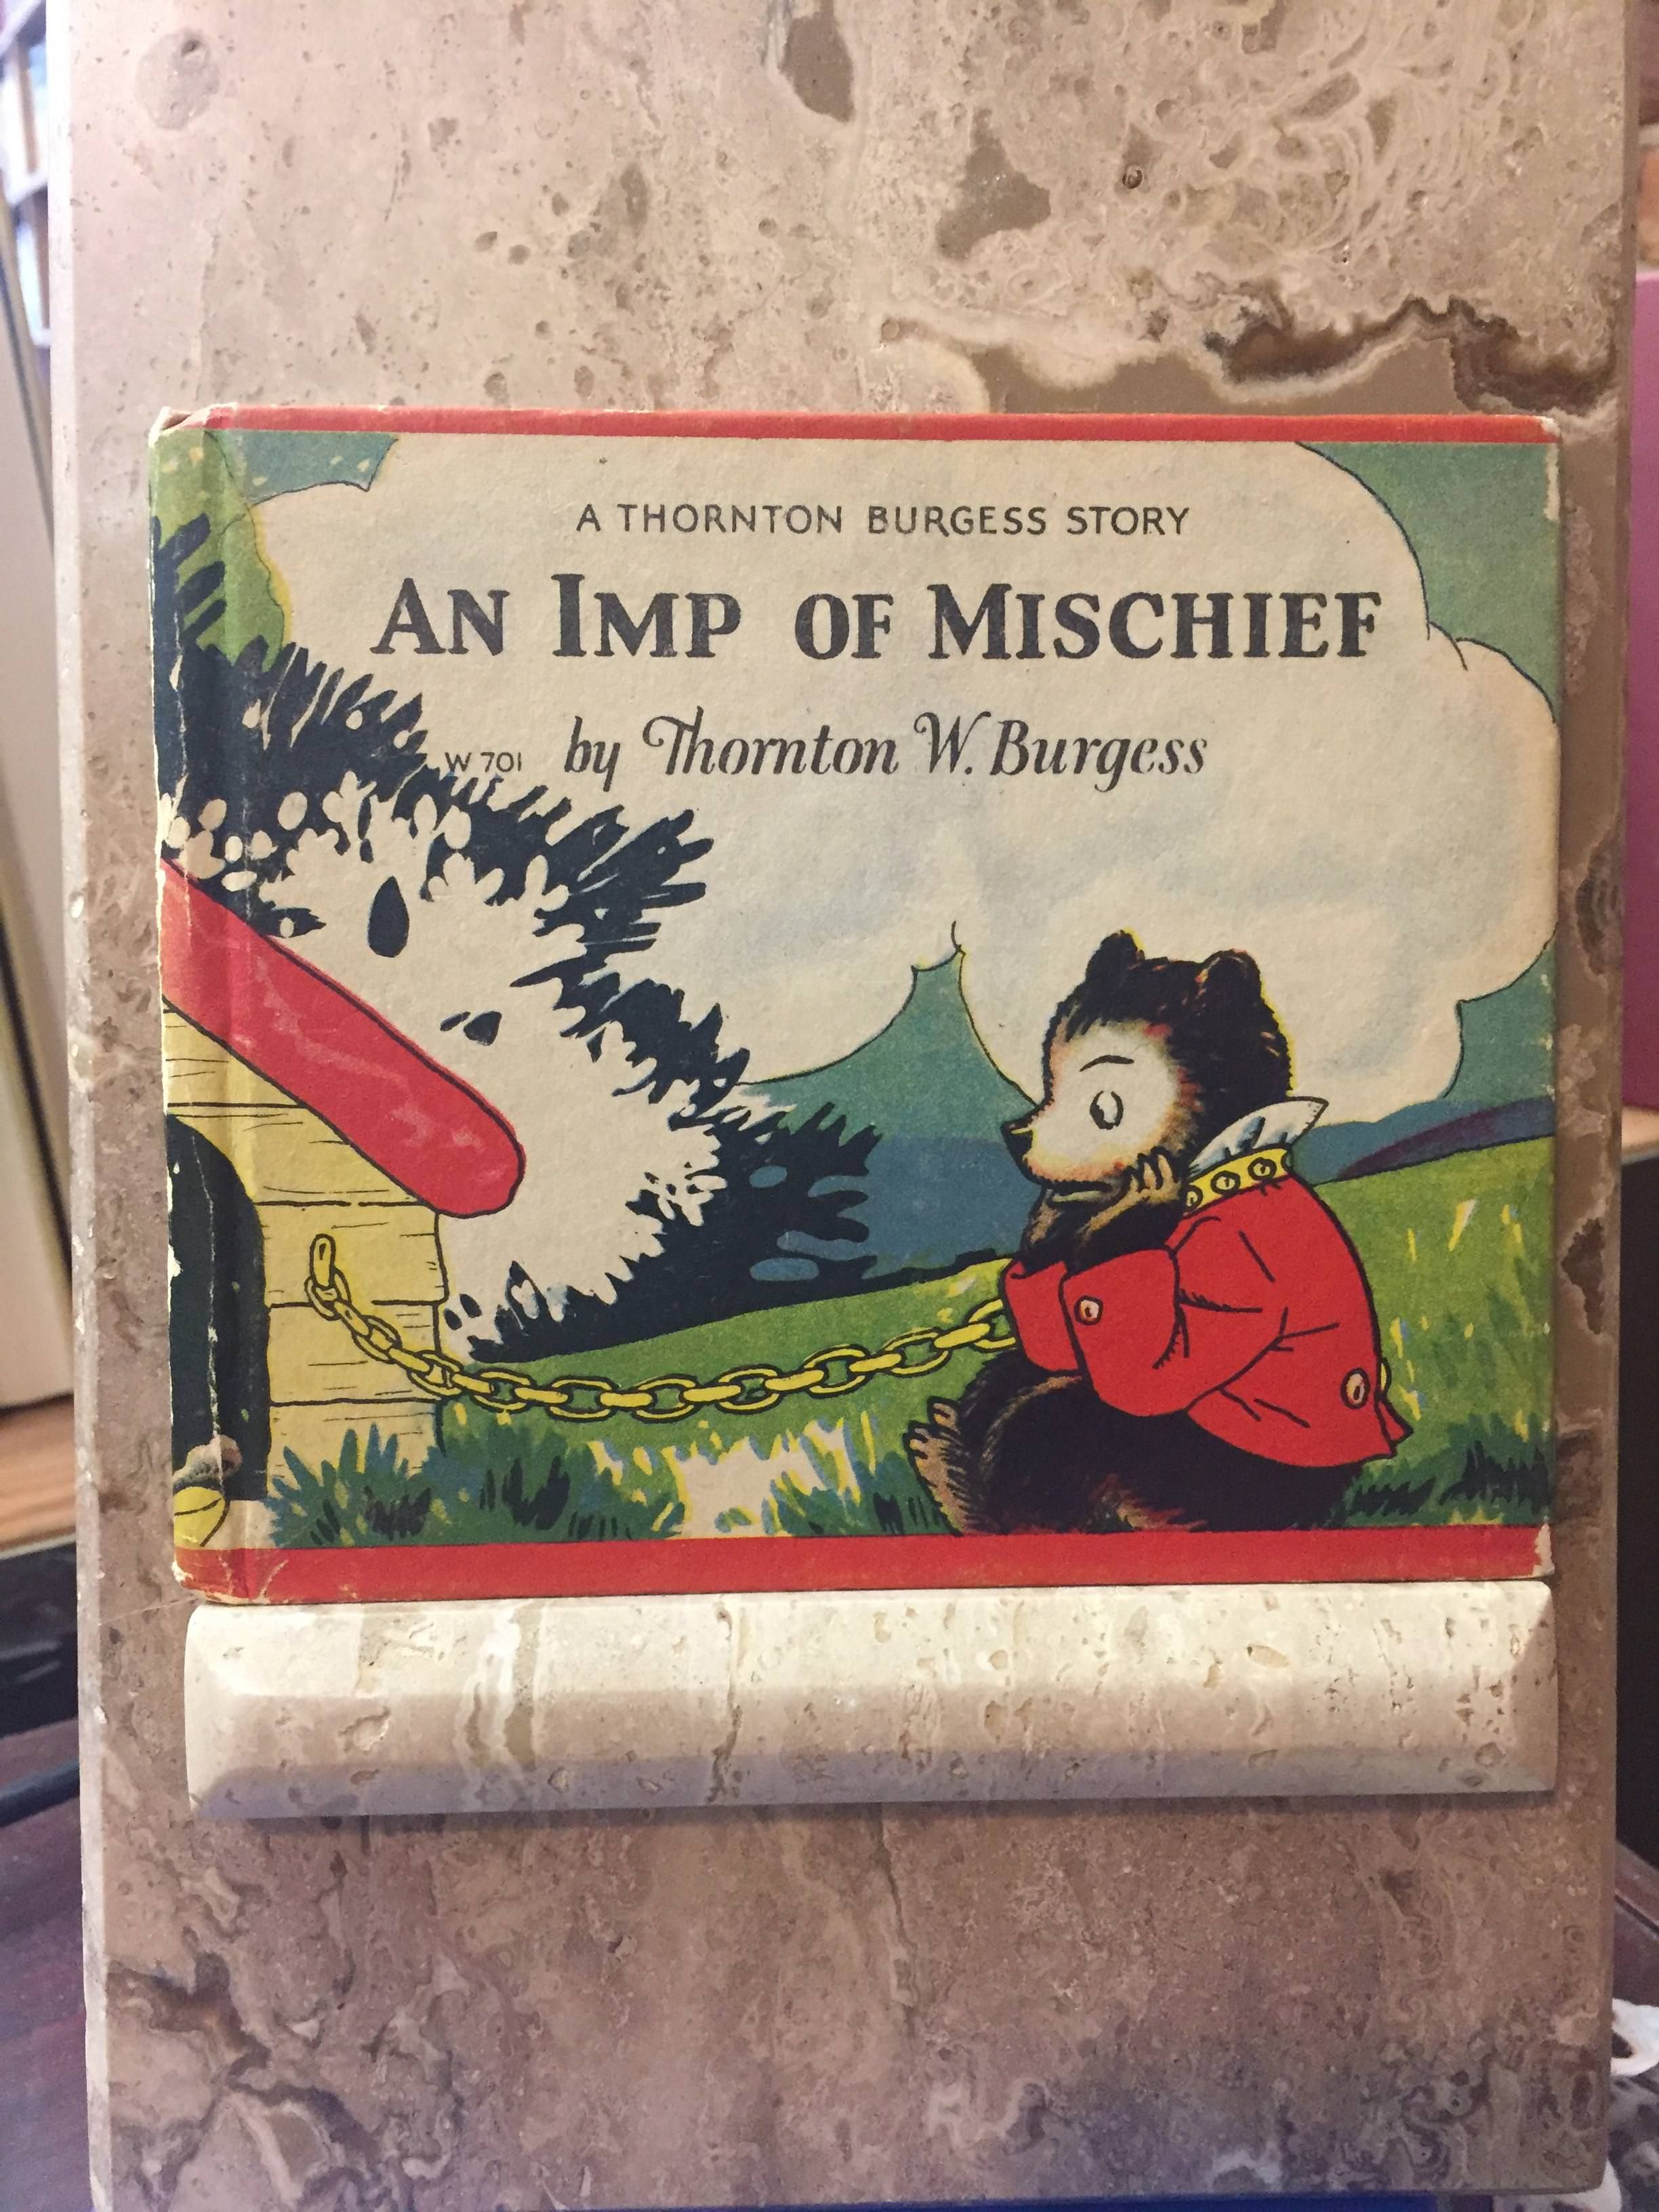 A THORNTON BURGESS STORY
AN IMP OF MISCHIEF
W 701 by Thornton W. Burgess